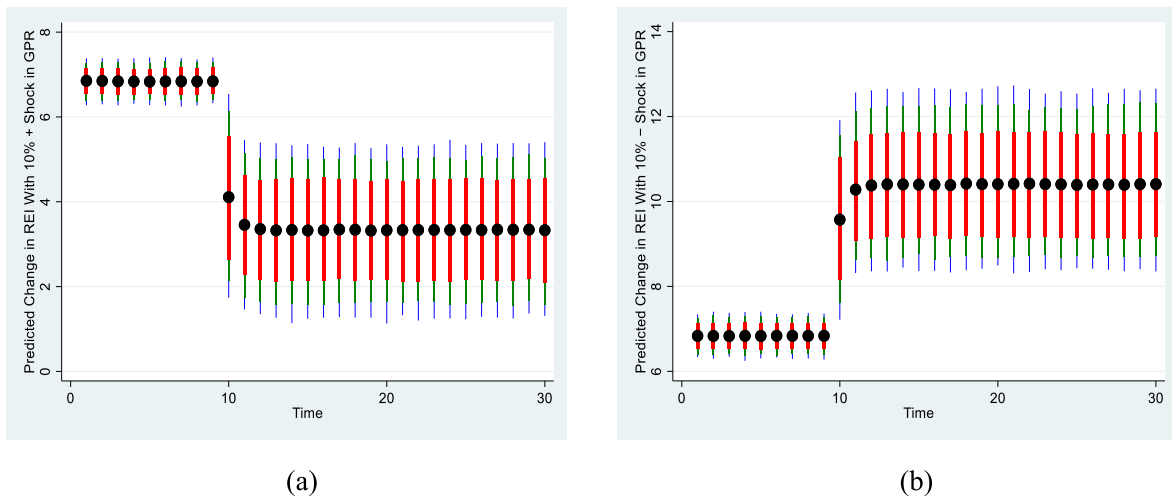 Predicted Change in REI With 10% + Shock in GPR
8
6
4
2
0
0 10 20 30
Time
(a)
Predicted Change in REI With 10% − Shock in GPR
14
12
10
8
6
0 10 20 30
Time
(b)